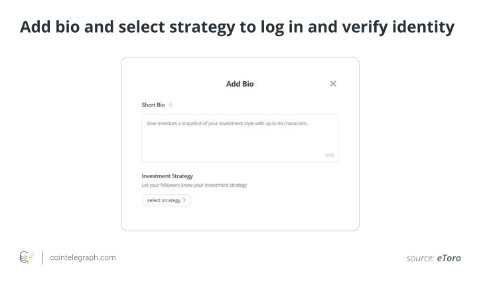 Add bio and select strategy to log in and verify identity
Add Bio
Short Bio
Give investors a snapshot of your investment style with up to 80 characters.
Investment Strategy
Let your followers know your investment strategy
select strategy >
cointelegraph.com
source: eToro